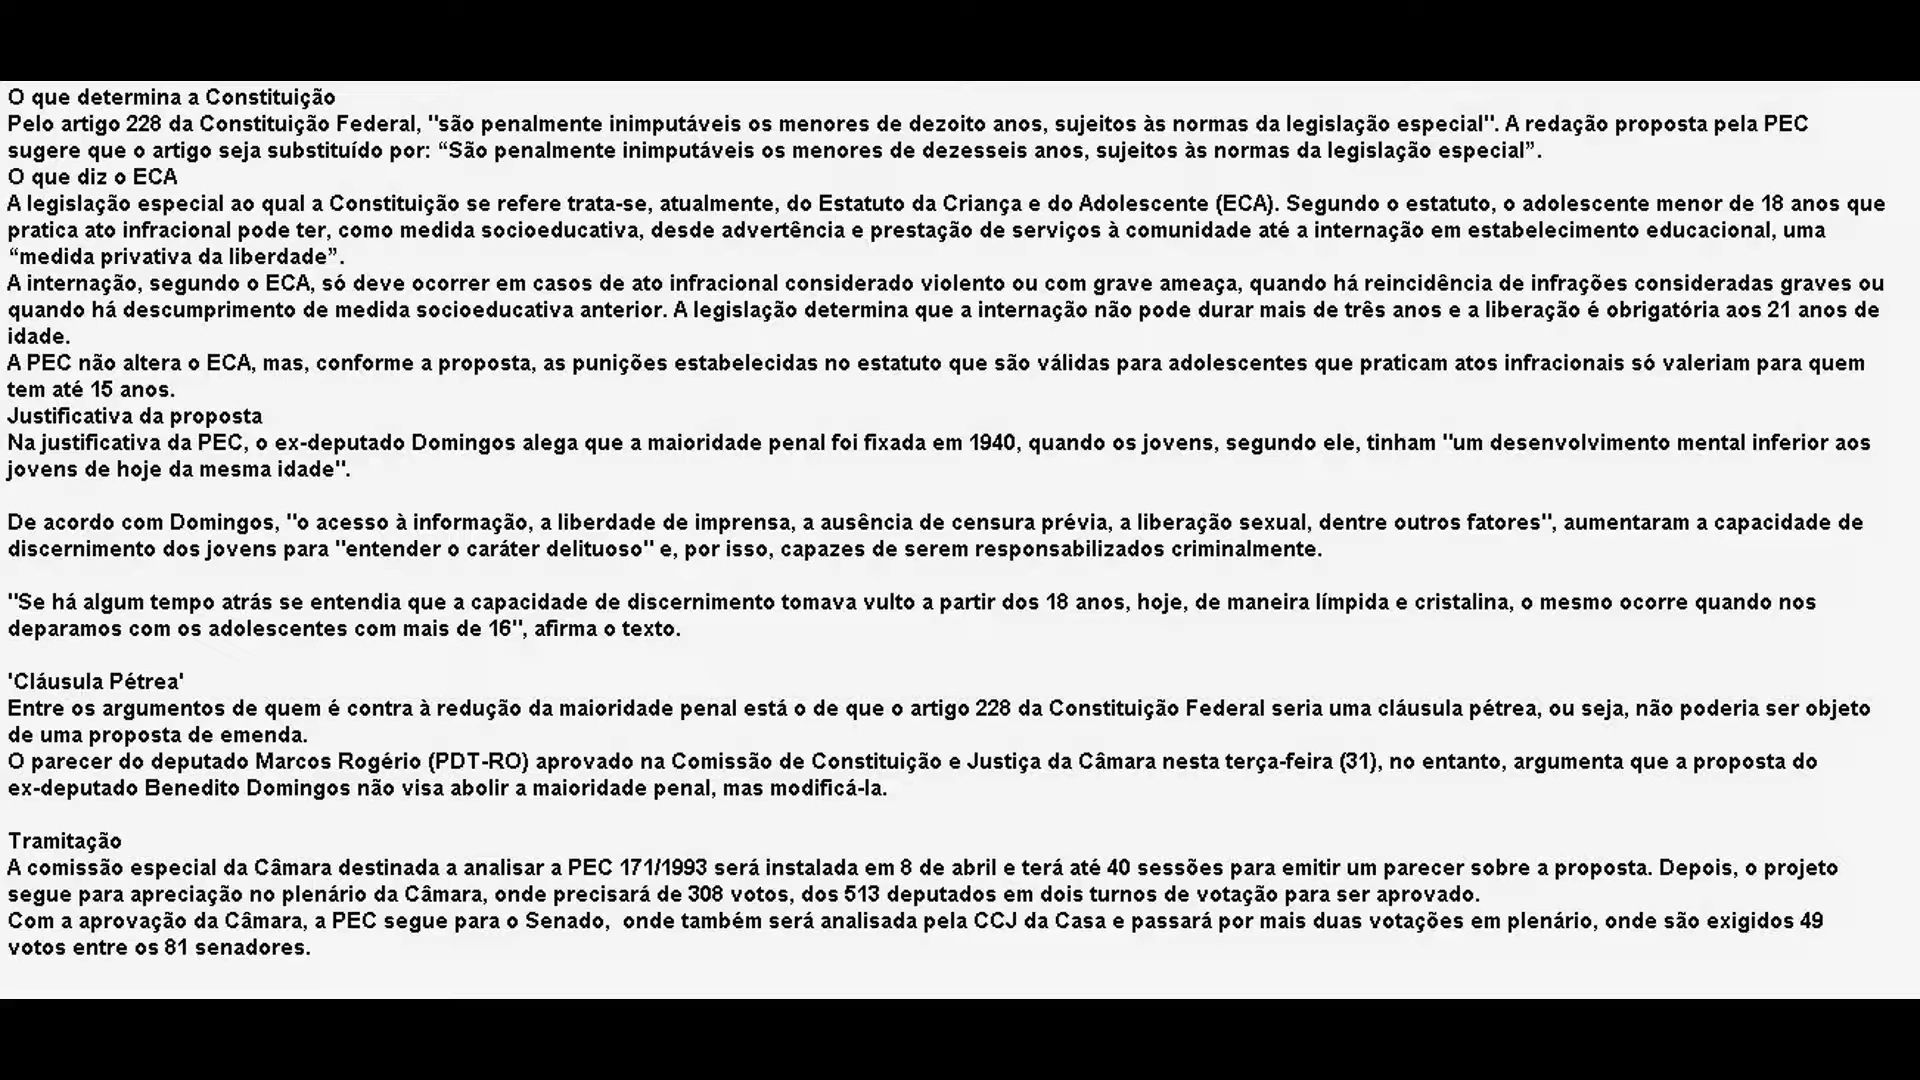 O que determina a Constituição
Pelo artigo 228 da Constituição Federal, "são penalmente inimputáveis os menores de dezoito anos, sujeitos às normas da legislação especial". A redação proposta pela PEC
sugere que o artigo seja substituído por: “São penalmente inimputáveis os menores de dezesseis anos, sujeitos às normas da legislação especial”.
O que diz o ECA
A legislação especial ao qual a Constituição se refere trata-se, atualmente, do Estatuto da Criança e do Adolescente (ECA). Segundo o estatuto, o adolescente menor de 18 anos que
pratica ato infracional pode ter, como medida socioeducativa, desde advertência e prestação de serviços à comunidade até a internação em estabelecimento educacional, uma
“medida privativa da liberdade”.
A internação, segundo o ECA, só deve ocorrer em casos de ato infracional considerado violento ou com grave ameaça, quando há reincidência de infrações consideradas graves ou
quando há descumprimento de medida socioeducativa anterior. A legislação determina que a internação não pode durar mais de três anos e a liberação é obrigatória aos 21 anos de
idade.
A PEC não altera o ECA, mas, conforme a proposta, as punições estabelecidas no estatuto que são válidas para adolescentes que praticam atos infracionais só valeriam para quem
tem até 15 anos.
Justificativa da proposta
Na justificativa da PEC, o ex-deputado Domingos alega que a maioridade penal foi fixada em 1940, quando os jovens, segundo ele, tinham "um desenvolvimento mental inferior aos
jovens de hoje da mesma idade".
De acordo com Domingos, "o acesso à informação, a liberdade de imprensa, a ausência de censura prévia, a liberação sexual, dentre outros fatores", aumentaram a capacidade de
discernimento dos jovens para "entender o caráter delituoso" e, por isso, capazes de serem responsabilizados criminalmente.
"Se há algum tempo atrás se entendia que a capacidade de discernimento tomava vulto a partir dos 18 anos, hoje, de maneira límpida e cristalina, o mesmo ocorre quando nos
deparamos com os adolescentes com mais de 16", afirma o texto.
'Cláusula Pétrea'
Entre os argumentos de quem é contra à redução da maioridade penal está o de que o artigo 228 da Constituição Federal seria uma cláusula pétrea, ou seja, não poderia ser objeto
de uma proposta de emenda.
O parecer do deputado Marcos Rogério (PDT-RO) aprovado na Comissão de Constituição e Justiça da Câmara nesta terça-feira (31), no entanto, argumenta que a proposta do
ex-deputado Benedito Domingos não visa abolir a maioridade penal, mas modificá-la.
Tramitação
A comissão especial da Câmara destinada a analisar a PEC 171/1993 será instalada em 8 de abril e terá até 40 sessões para emitir um parecer sobre a proposta. Depois, o projeto
segue para apreciação no plenário da Câmara, onde precisará de 308 votos, dos 513 deputados em dois turnos de votação para ser aprovado.
Com a aprovação da Câmara, a PEC segue para o Senado,  onde também será analisada pela CCJ da Casa e passará por mais duas votações em plenário, onde são exigidos 49
votos entre os 81 senadores.